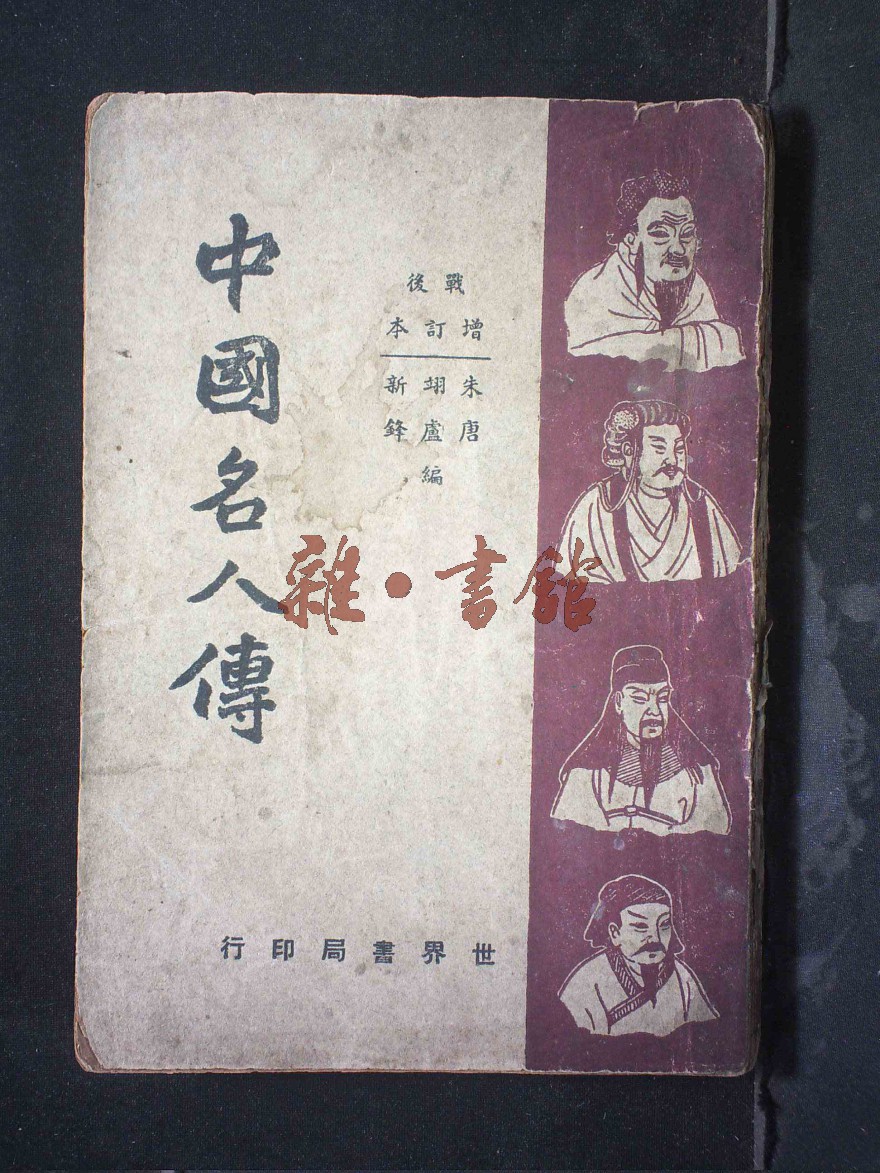 戰後
增訂本
朱翊新
唐盧鋒
編
中國名人傳
世界書局印行
雜·書館